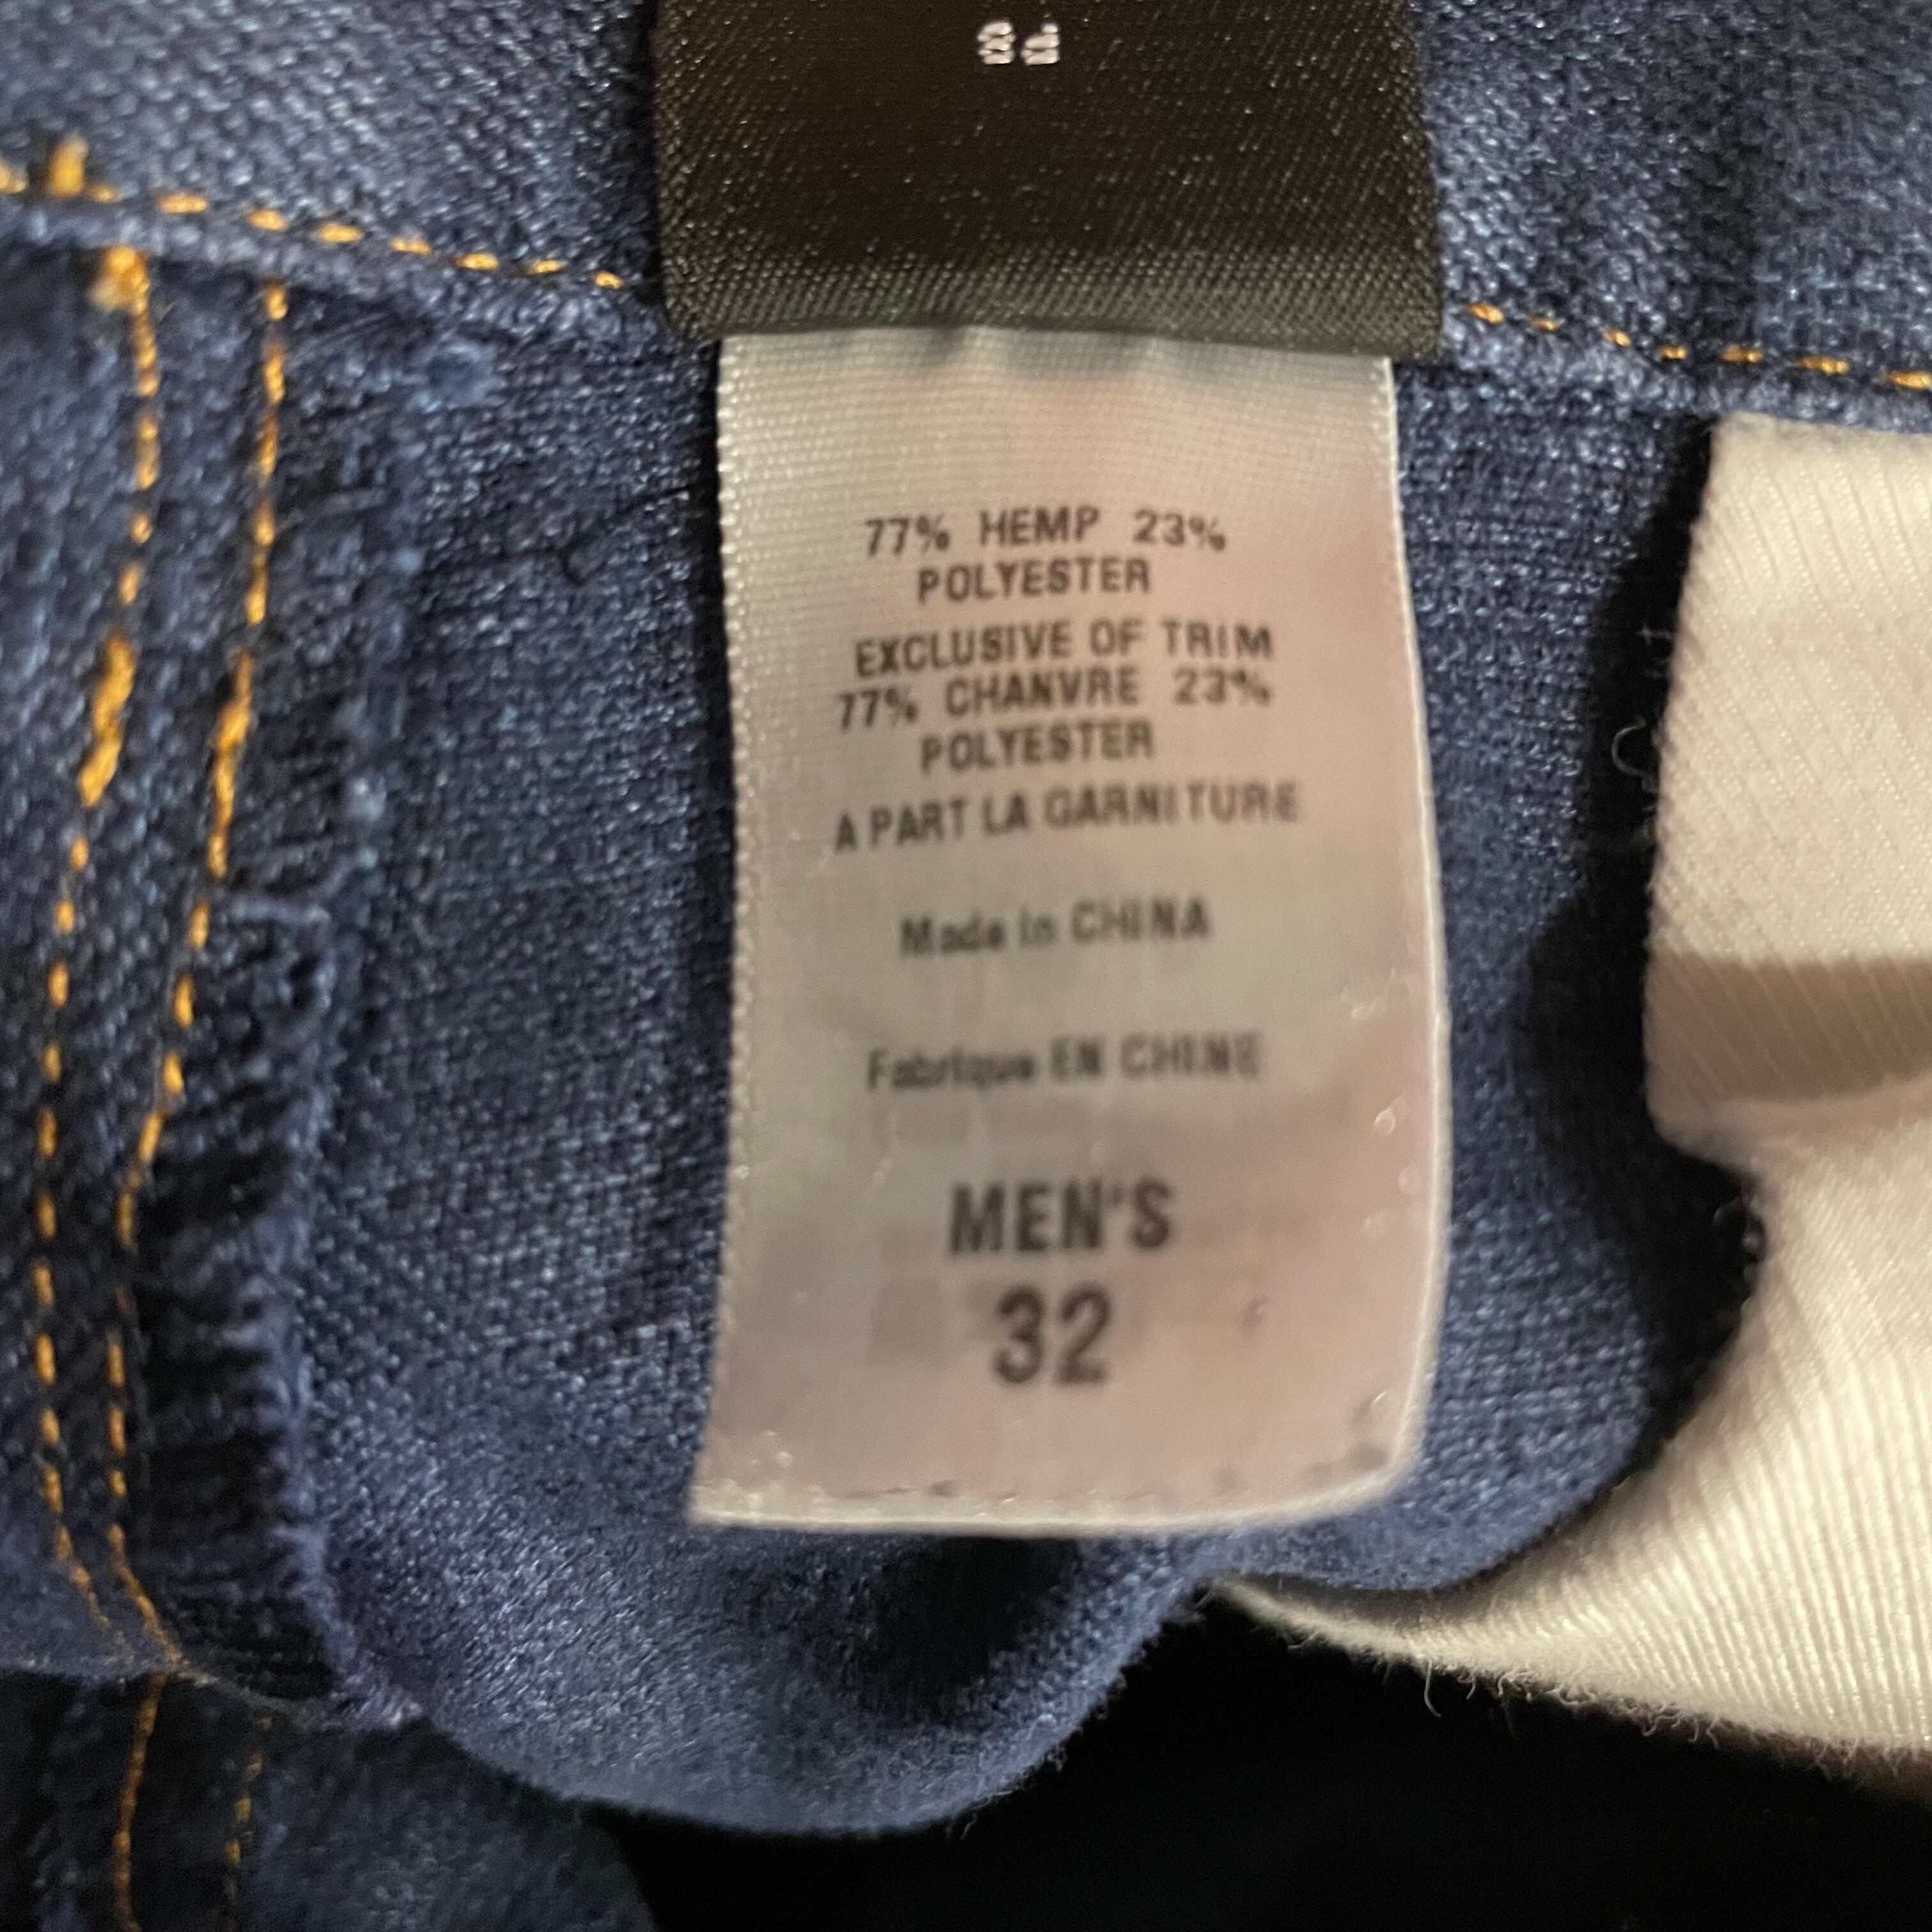 77% HEMP 23%
POLYESTER
EXCLUSIVE OF TRIM
77% CHANVRE 23%
POLYESTER
A PART LA GARNITURE
Made in CHINA
Fabrique EN CHINE
MEN'S
32